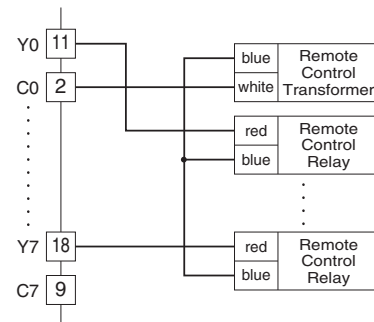 Y0 11
C0 2
Y7 18
C7 9
blue
white
Remote
Control
Transformer
red
blue
Remote
Control
Relay
red
blue
Remote
Control
Relay